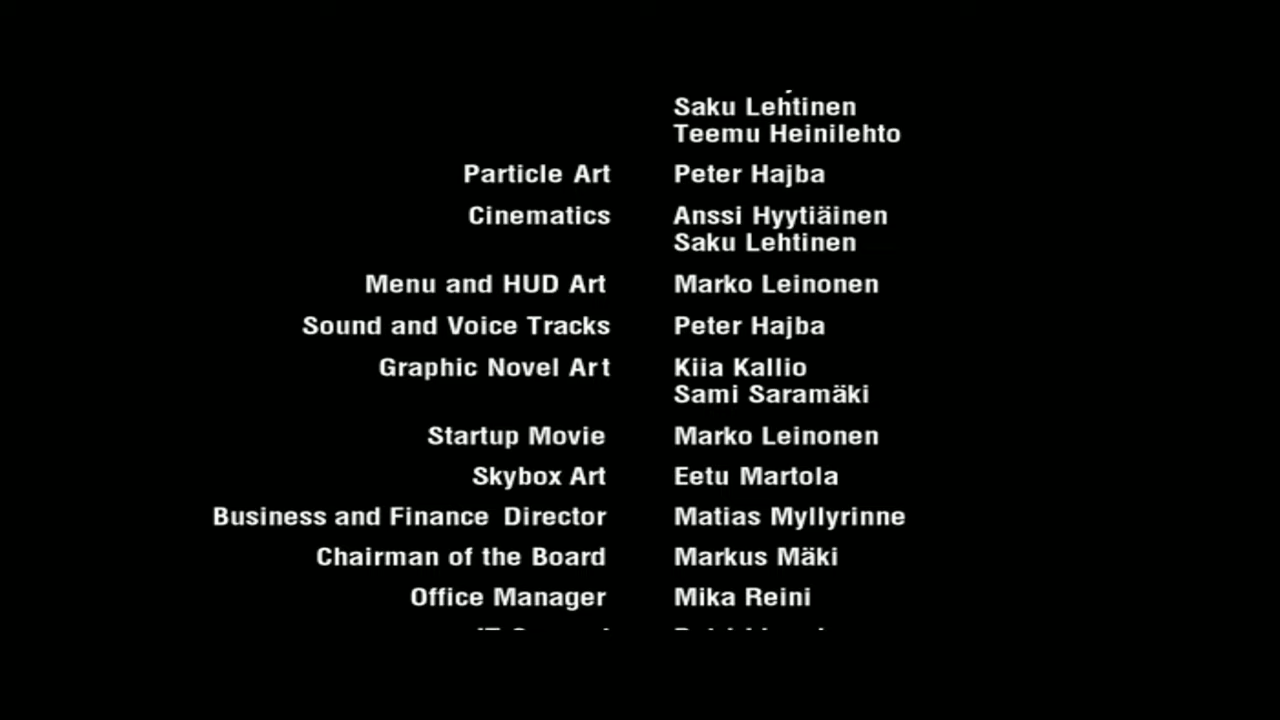 Saku Lehtinen
Teemu Heinilehto
Particle Art Peter Hajba
Cinematics Anssi Hyytiäinen
Saku Lehtinen
Menu and HUD Art Marko Leinonen
Sound and Voice Tracks Peter Hajba
Graphic Novel Art Kiia Kallio
Sami Saramäki
Startup Movie Marko Leinonen
Skybox Art Eetu Martola
Business and Finance Director Matias Myllyrinne
Chairman of the Board Markus Mäki
Office Manager Mika Reini